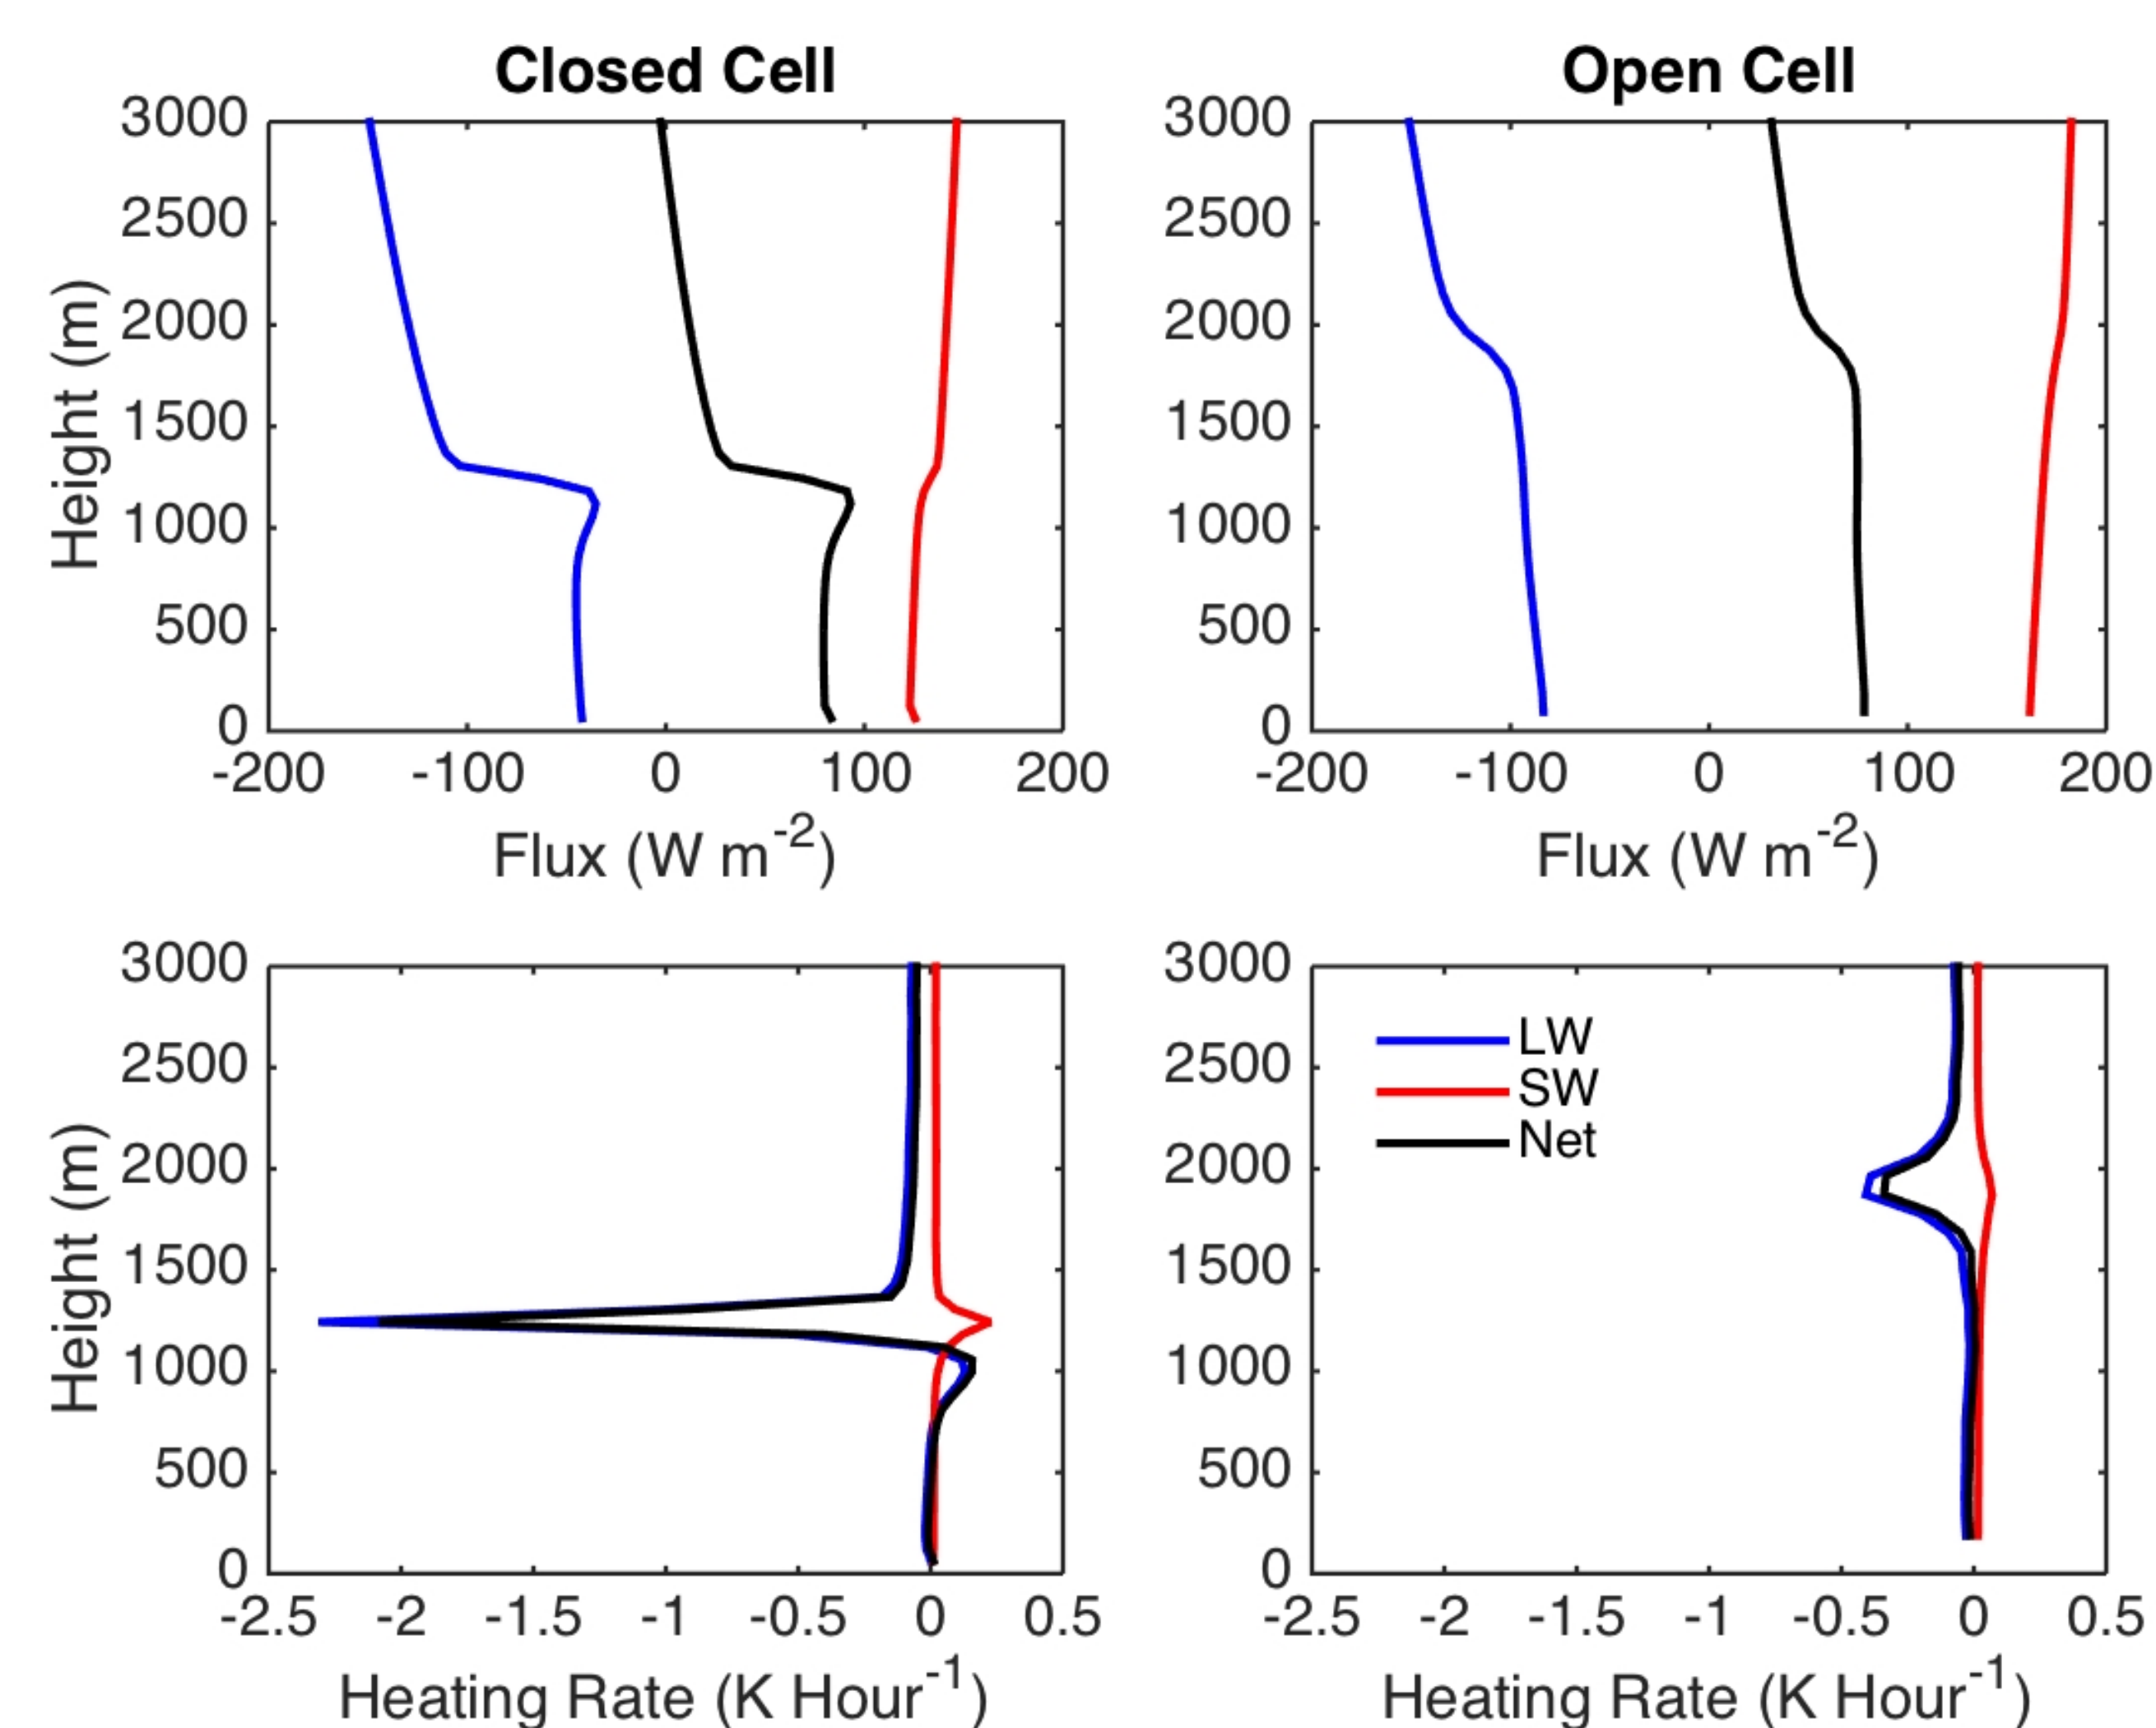 Closed Cell
Open Cell
3000
2500
2000
1500
1000
500
0
Height (m)
-200 -100 0 100 200
Flux (W m-2)
3000
2500
2000
1500
1000
500
0
-200 -100 0 100 200
Flux (W m-2)
3000
2500
2000
1500
1000
500
0
Height (m)
-2.5 -2 -1.5 -1 -0.5 0 0.5
Heating Rate (K Hour-1)
3000
2500
2000
1500
1000
500
0
LW
SW
Net
-2.5 -2 -1.5 -1 -0.5 0 0.5
Heating Rate (K Hour-1)